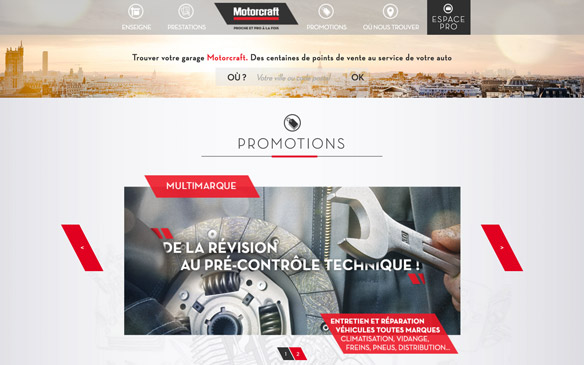 ENSEIGNE
PRESTATIONS
Motorcraft
PROCHE ET PRO À LA FOIS
PROMOTIONS
OÙ NOUS TROUVER
ESPACE
PRO
Trouver votre garage Motorcraft. Des centaines de points de vente au service de votre auto
OÙ ?
Votre ville ou code postal
OK
PROMOTIONS
MULTIMARQUE
DE LA RÉVISION
AU PRÉ-CONTRÔLE TECHNIQUE !
<
>
ENTRETIEN ET RÉPARATION
VÉHICULES TOUTES MARQUES
CLIMATISATION, VIDANGE,
FREINS, PNEUS, DISTRIBUTION...
1 2